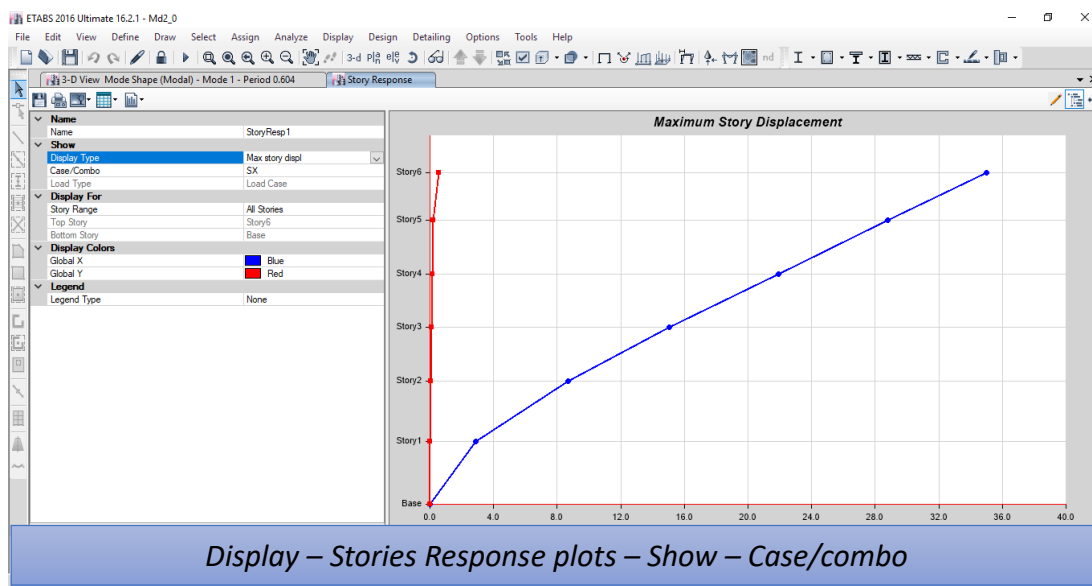 ETABS 2016 Ultimate 16.2.1 - Md2_0
File Edit View Define Draw Select Assign Analyze Display Design Detailing Options Tools Help
3-d
nd
3-D View Mode Shape (Modal) - Mode 1 - Period 0.604
Story Response
Name
Name StoryResp1
Show
Display Type Max story displ
Case/Combo SX
Load Type Load Case
Display For
Story Range All Stories
Top Story Story6
Bottom Story Base
Display Colors
Global X Blue
Global Y Red
Legend
Legend Type None
Maximum Story Displacement
Story6
Story5
Story4
Story3
Story2
Story1
Base
0.0 4.0 8.0 12.0 16.0 20.0 24.0 28.0 32.0 36.0 40.0
Display – Stories Response plots – Show – Case/combo